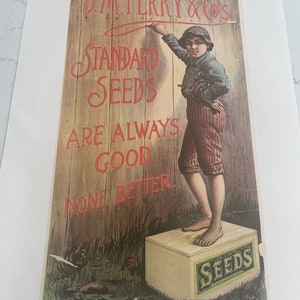 D.M. FERRY & CO'S
STANDARD
SEEDS
ARE ALWAYS
GOOD
NONE BETTER
SEEDS